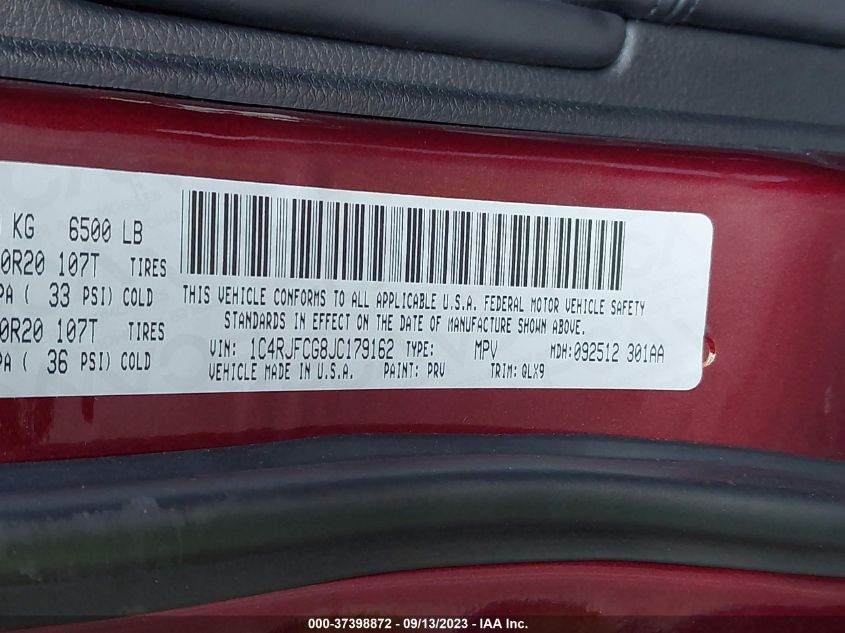 KG 6500 LB
0R20 107T TIRES
PA ( 33 PSI) COLD
0R20 107T TIRES
PA ( 36 PSI) COLD
THIS VEHICLE CONFORMS TO ALL APPLICABLE U.S.A. FEDERAL MOTOR VEHICLE SAFETY
STANDARDS IN EFFECT ON THE DATE OF MANUFACTURE SHOWN ABOVE.
VIN: 1C4RJFCG8JC179162 TYPE: MPV MDH: 092512 301AA
VEHICLE MADE IN U.S.A. PAINT: PRV TRIM: QLX9
000-37398872 - 09/13/2023 - IAA Inc.